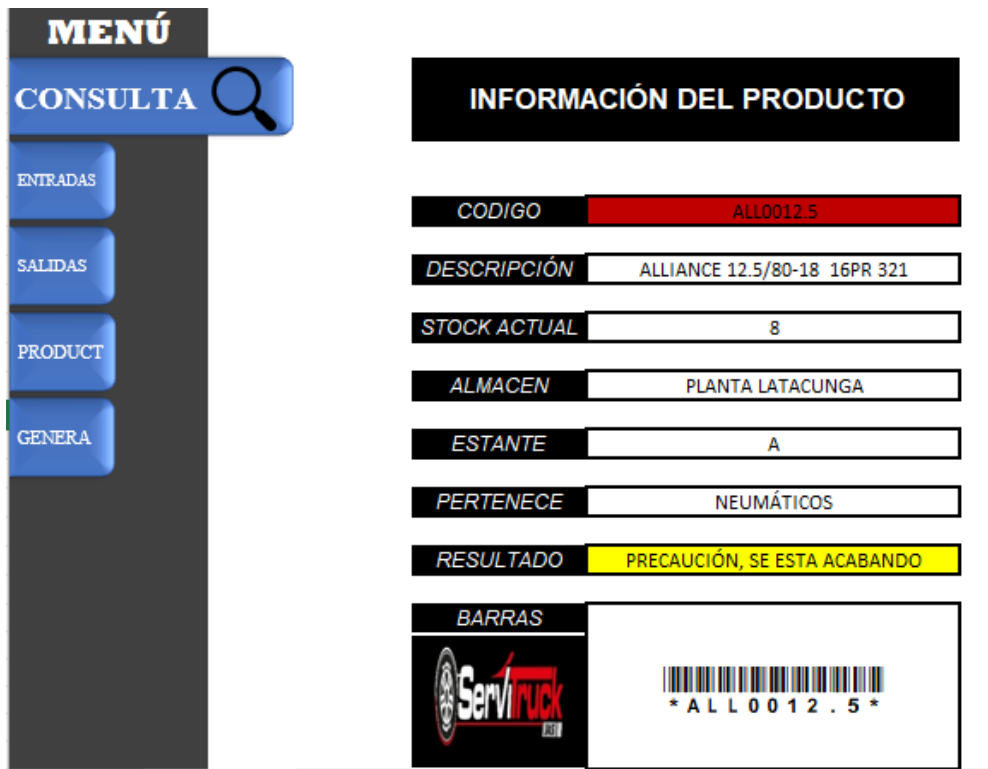 MENÚ
CONSULTA
ENTRADAS
SALIDAS
PRODUCT
GENERA
INFORMACIÓN DEL PRODUCTO
CODIGO ALL0012.5
DESCRIPCIÓN ALLIANCE 12.5/80-18 16PR 321
STOCK ACTUAL 8
ALMACEN PLANTA LATACUNGA
ESTANTE A
PERTENECE NEUMÁTICOS
RESULTADO PRECAUCIÓN, SE ESTA ACABANDO
BARRAS
ServiTruck
*ALL0012.5*